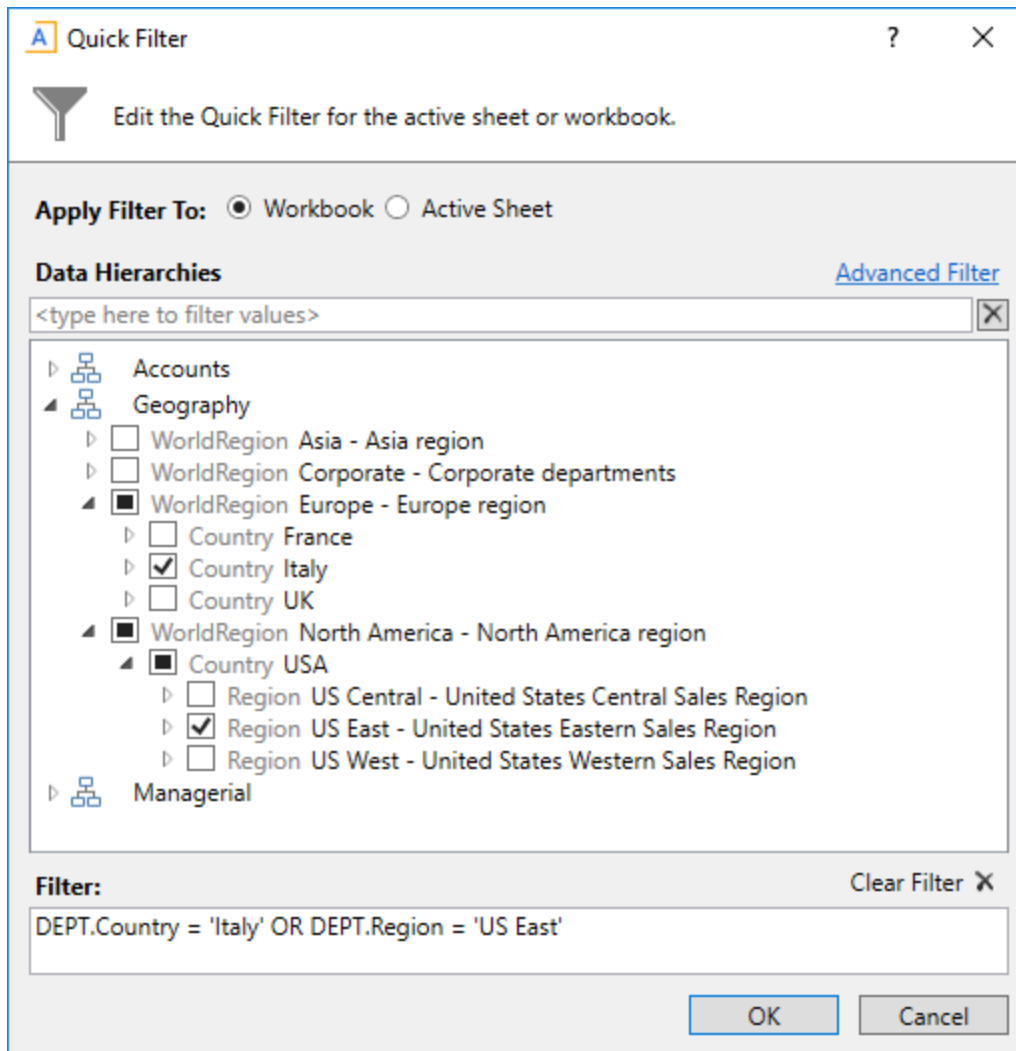 A Quick Filter ?
Edit the Quick Filter for the active sheet or workbook.
Apply Filter To: Workbook Active Sheet
Data Hierarchies Advanced Filter
<type here to filter values>
Accounts
Geography
WorldRegion Asia - Asia region
WorldRegion Corporate - Corporate departments
WorldRegion Europe - Europe region
Country France
Country Italy
Country UK
WorldRegion North America - North America region
Country USA
Region US Central - United States Central Sales Region
Region US East - United States Eastern Sales Region
Region US West - United States Western Sales Region
Managerial
Filter: Clear Filter
DEPT.Country = 'Italy' OR DEPT.Region = 'US East'
OK Cancel